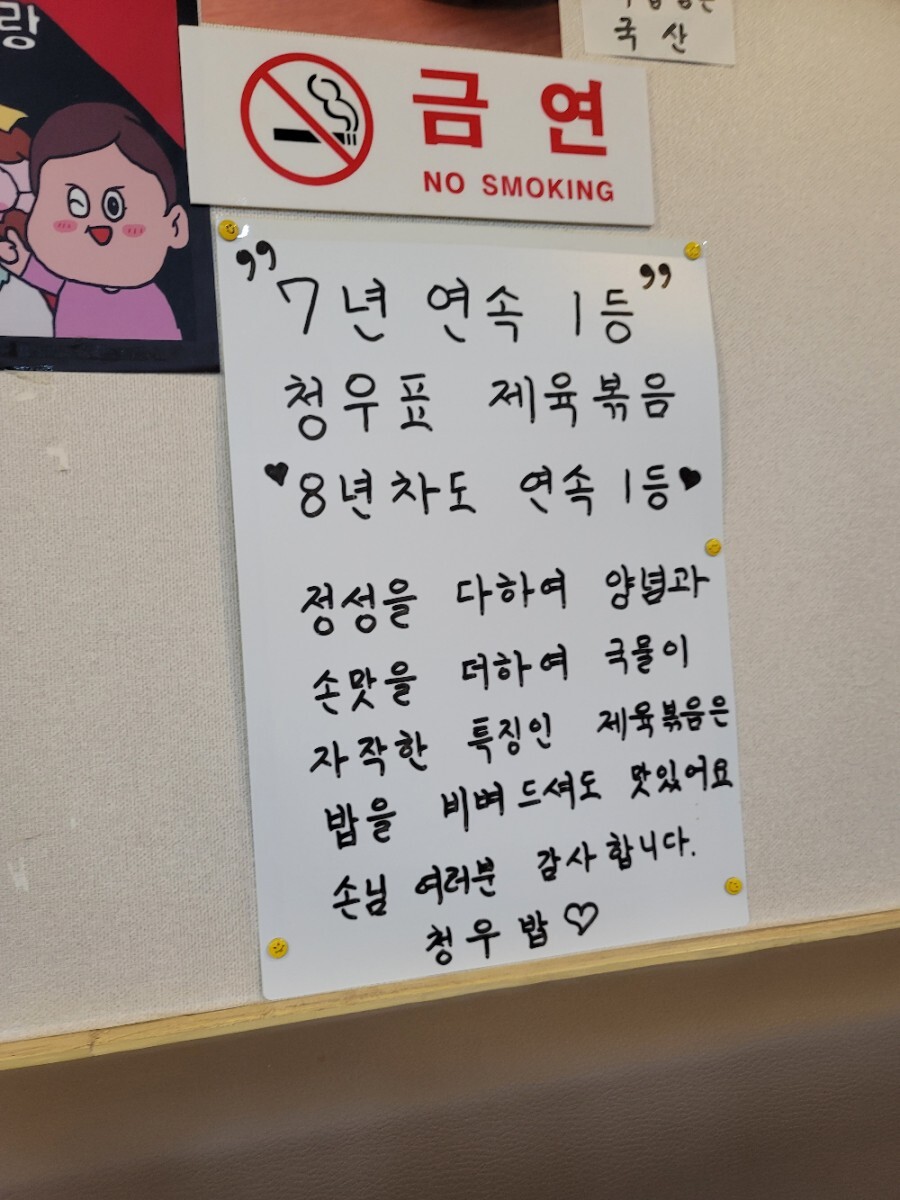 랑
국 산
금 연
NO SMOKING
"7년 연속 1등"
청우표 제육볶음
♥8년차도 연속 1등♥
정성을 다하여 양념과
손맛을 더하여 국물이
자작한 특징인 제육볶음은
밥을 비벼드셔도 맛있어요
손님 여러분 감사합니다.
청우밥♡